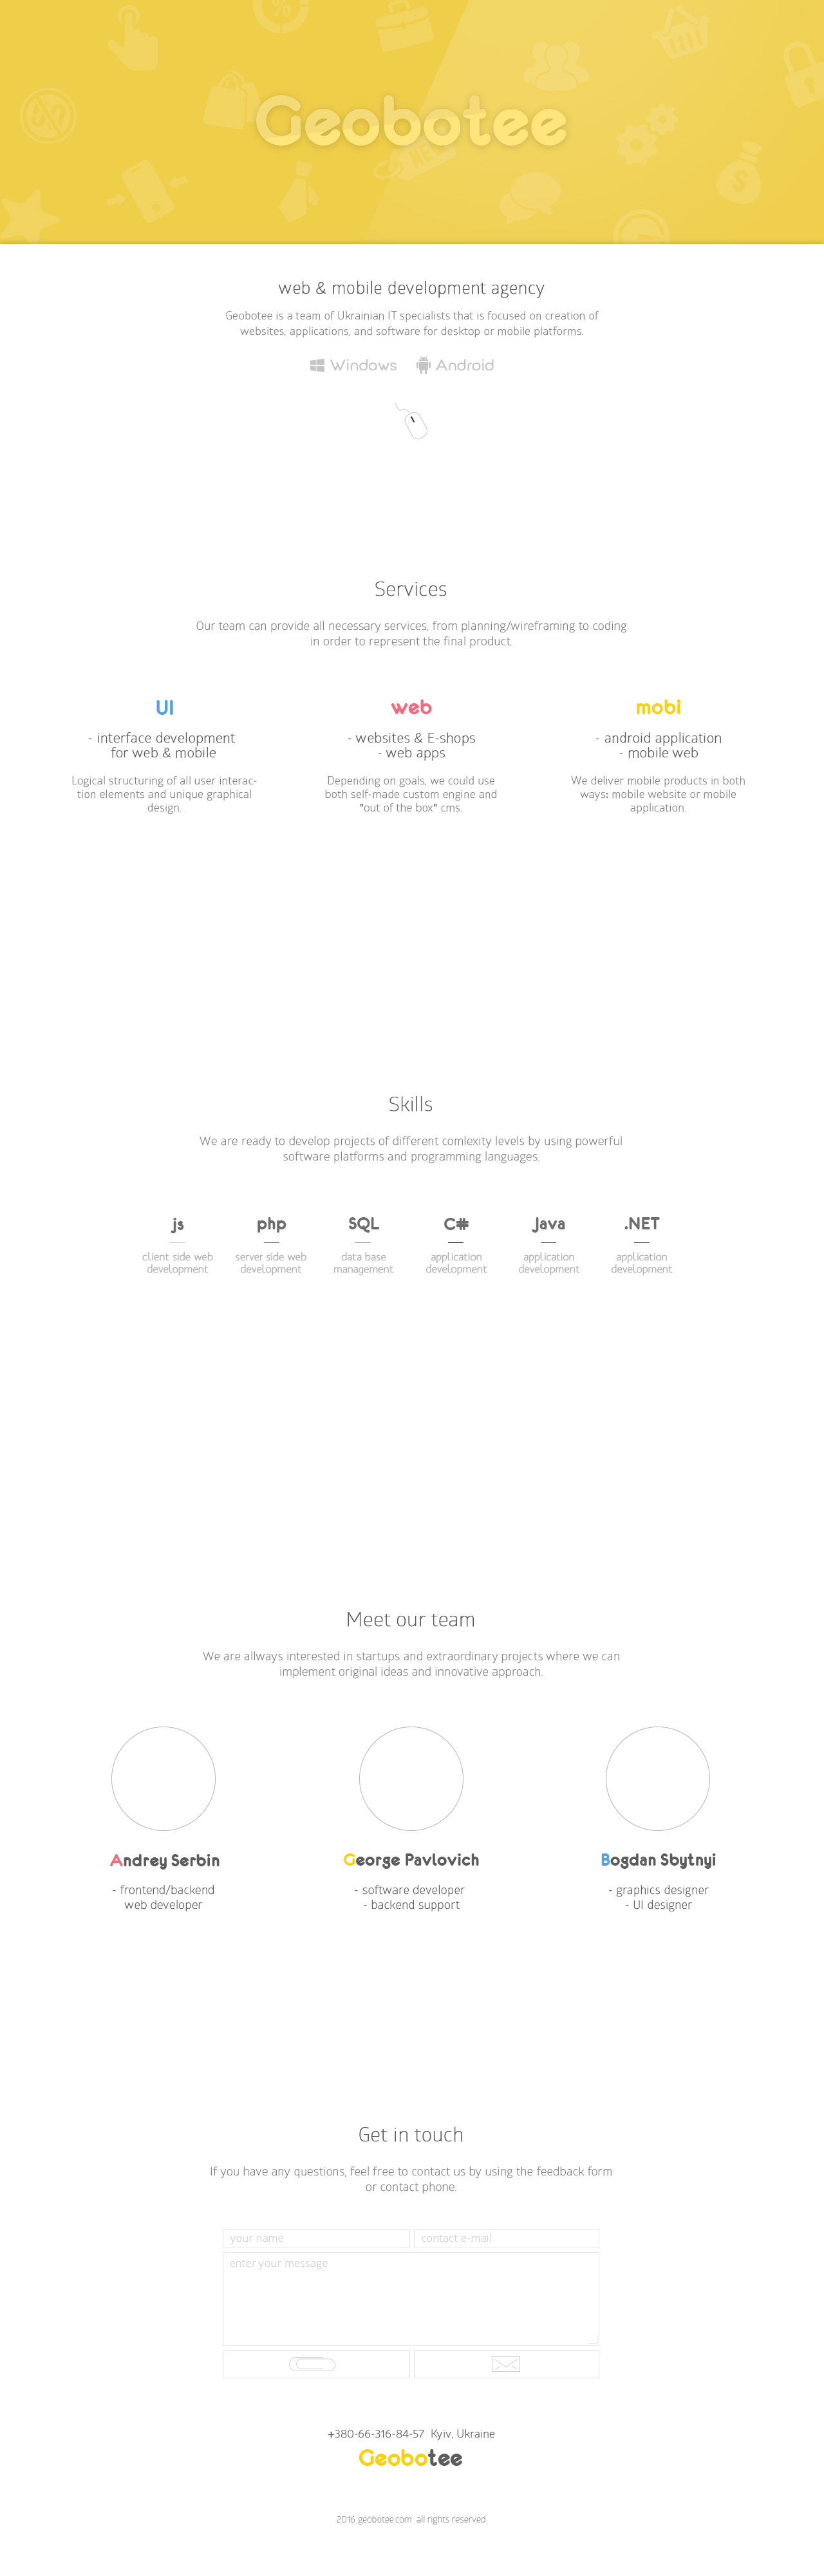 %
NEW
$
Geobotee
web & mobile development agency
Geobotee is a team of Ukrainian IT specialists that is focused on creation of
websites, applications, and software for desktop or mobile platforms.
Windows Android
Services
Our team can provide all necessary services, from planning/wireframing to coding
in order to represent the final product.
UI
- interface development
for web & mobile
Logical structuring of all user interac-
tion elements and unique graphical
design.
web
- websites & E-shops
- web apps
Depending on goals, we could use
both self-made custom engine and
"out of the box" cms.
mobi
- android application
- mobile web
We deliver mobile products in both
ways: mobile website or mobile
application.
Skills
We are ready to develop projects of different comlexity levels by using powerful
software platforms and programming languages.
js
client side web
development
php
server side web
development
SQL
data base
management
C#
application
development
Java
application
development
.NET
application
development
Meet our team
We are allways interested in startups and extraordinary projects where we can
implement original ideas and innovative approach.
Andrey Serbin
- frontend/backend
web developer
George Pavlovich
- software developer
- backend support
Bogdan Sbytnyi
- graphics designer
- UI designer
Get in touch
If you have any questions, feel free to contact us by using the feedback form
or contact phone.
your name
contact e-mail
enter your message
+380-66-316-84-57 Kyiv, Ukraine
Geobotee
2016 geobotee.com all rights reserved